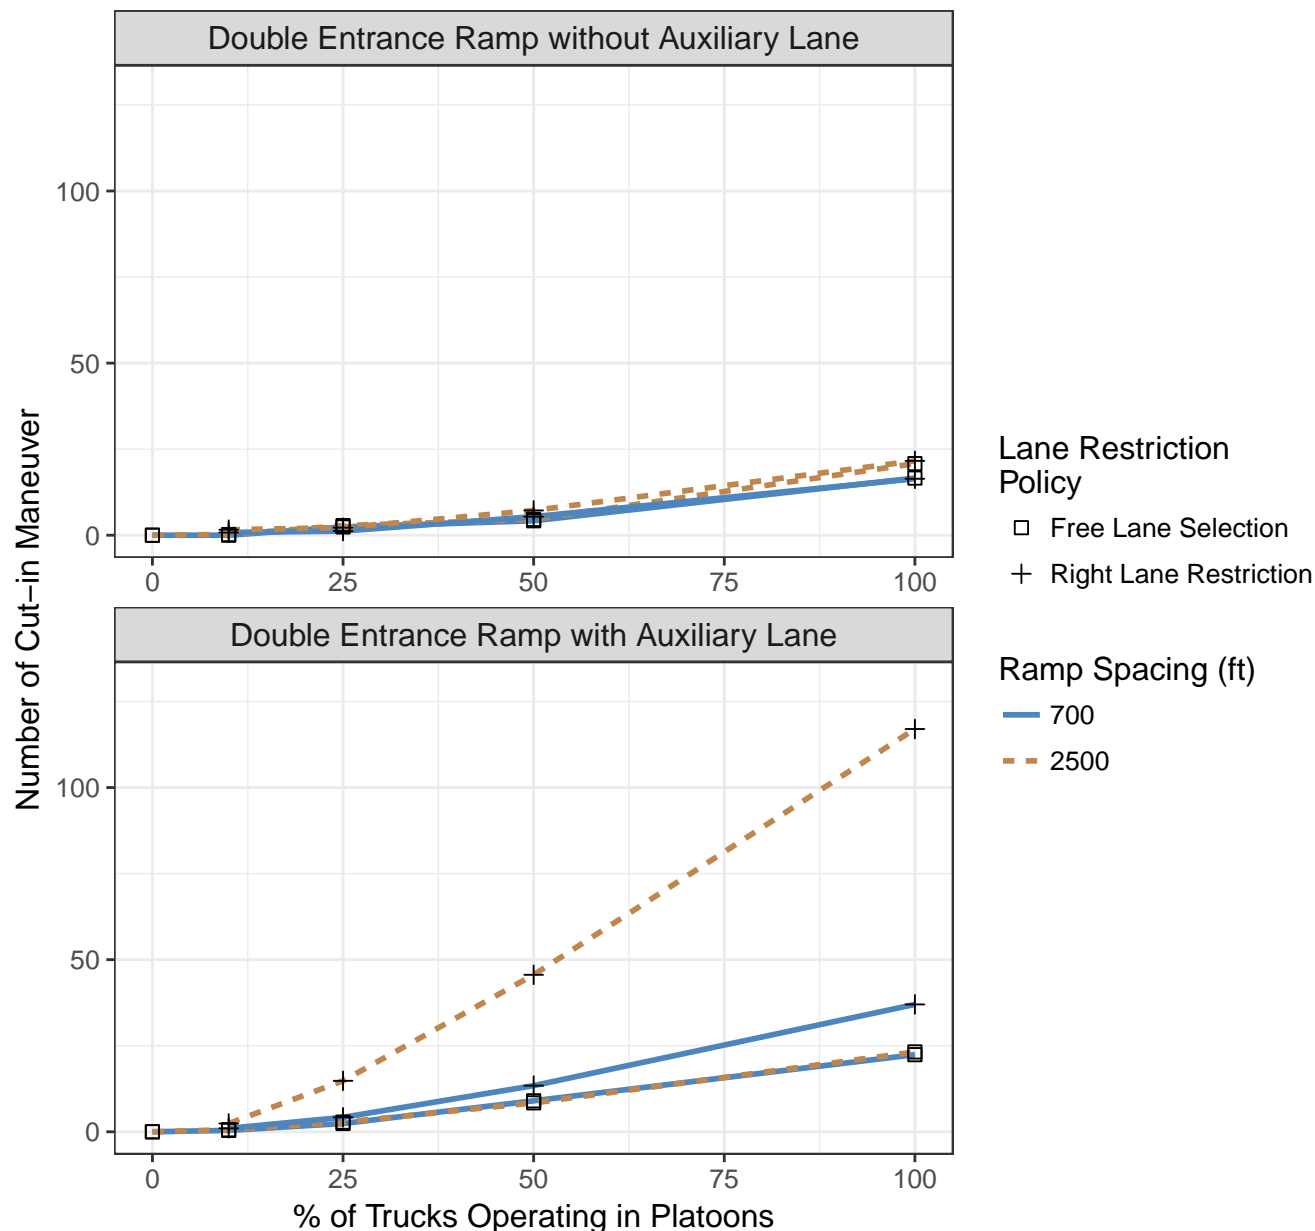 Double Entrance Ramp without Auxiliary Lane
100
50
0
0 25 50 75 100
Double Entrance Ramp with Auxiliary Lane
100
50
0
0 25 50 75 100
% of Trucks Operating in Platoons
Number of Cut−in Maneuver
Lane Restriction
Policy
Free Lane Selection
Right Lane Restriction
Ramp Spacing (ft)
700
2500